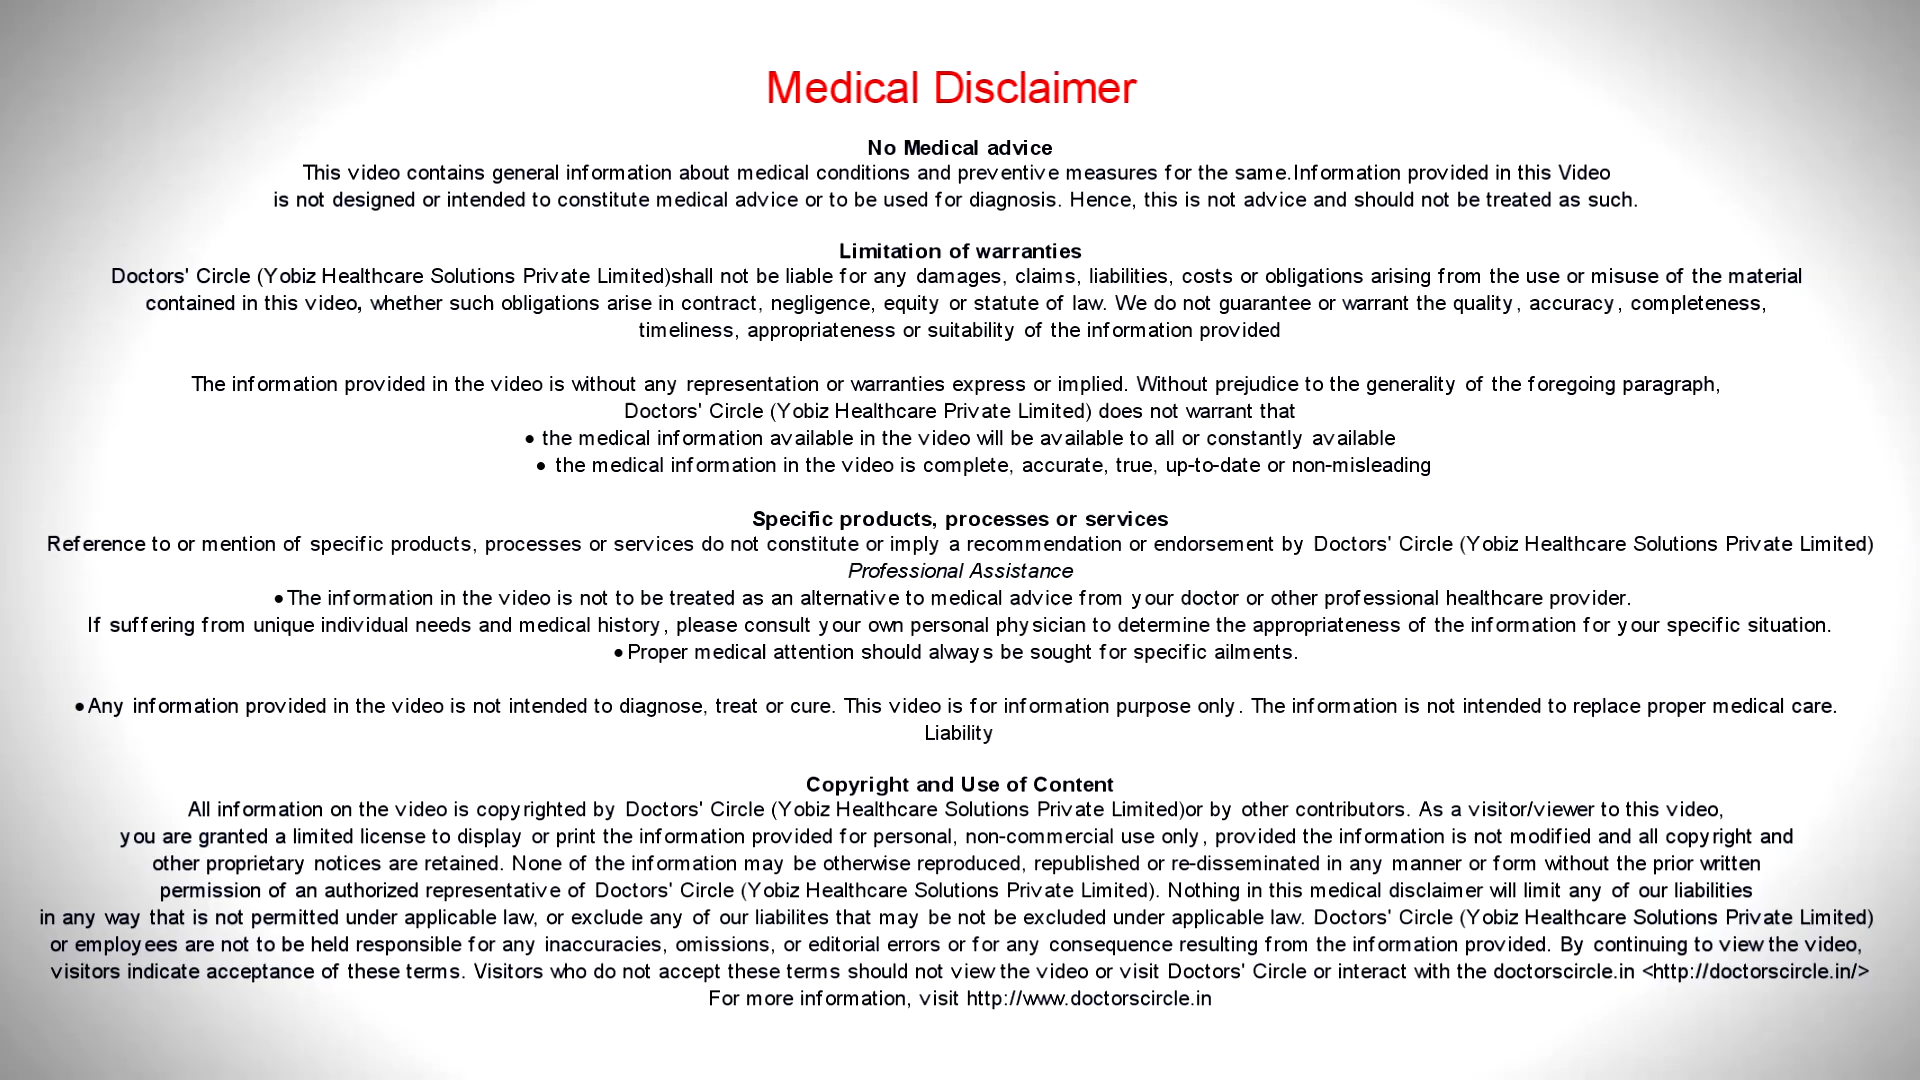 Medical Disclaimer
No Medical advice
This video contains general information about medical conditions and preventive measures for the same.Information provided in this Video
is not designed or intended to constitute medical advice or to be used for diagnosis. Hence, this is not advice and should not be treated as such.
Limitation of warranties
Doctors' Circle (Yobiz Healthcare Solutions Private Limited)shall not be liable for any damages, claims, liabilities, costs or obligations arising from the use or misuse of the material
contained in this video, whether such obligations arise in contract, negligence, equity or statute of law. We do not guarantee or warrant the quality, accuracy, completeness,
timeliness, appropriateness or suitability of the information provided
The information provided in the video is without any representation or warranties express or implied. Without prejudice to the generality of the foregoing paragraph,
Doctors' Circle (Yobiz Healthcare Private Limited) does not warrant that
• the medical information available in the video will be available to all or constantly available
• the medical information in the video is complete, accurate, true, up-to-date or non-misleading
Specific products, processes or services
Reference to or mention of specific products, processes or services do not constitute or imply a recommendation or endorsement by Doctors' Circle (Yobiz Healthcare Solutions Private Limited)
Professional Assistance
•The information in the video is not to be treated as an alternative to medical advice from your doctor or other professional healthcare provider.
If suffering from unique individual needs and medical history, please consult your own personal physician to determine the appropriateness of the information for your specific situation.
•Proper medical attention should always be sought for specific ailments.
•Any information provided in the video is not intended to diagnose, treat or cure. This video is for information purpose only. The information is not intended to replace proper medical care.
Liability
Copyright and Use of Content
All information on the video is copyrighted by Doctors' Circle (Yobiz Healthcare Solutions Private Limited)or by other contributors. As a visitor/viewer to this video,
you are granted a limited license to display or print the information provided for personal, non-commercial use only, provided the information is not modified and all copyright and
other proprietary notices are retained. None of the information may be otherwise reproduced, republished or re-disseminated in any manner or form without the prior written
permission of an authorized representative of Doctors' Circle (Yobiz Healthcare Solutions Private Limited). Nothing in this medical disclaimer will limit any of our liabilities
in any way that is not permitted under applicable law, or exclude any of our liabilites that may be not be excluded under applicable law. Doctors' Circle (Yobiz Healthcare Solutions Private Limited)
or employees are not to be held responsible for any inaccuracies, omissions, or editorial errors or for any consequence resulting from the information provided. By continuing to view the video,
visitors indicate acceptance of these terms. Visitors who do not accept these terms should not view the video or visit Doctors' Circle or interact with the doctorscircle.in <http://doctorscircle.in/>
For more information, visit http://www.doctorscircle.in